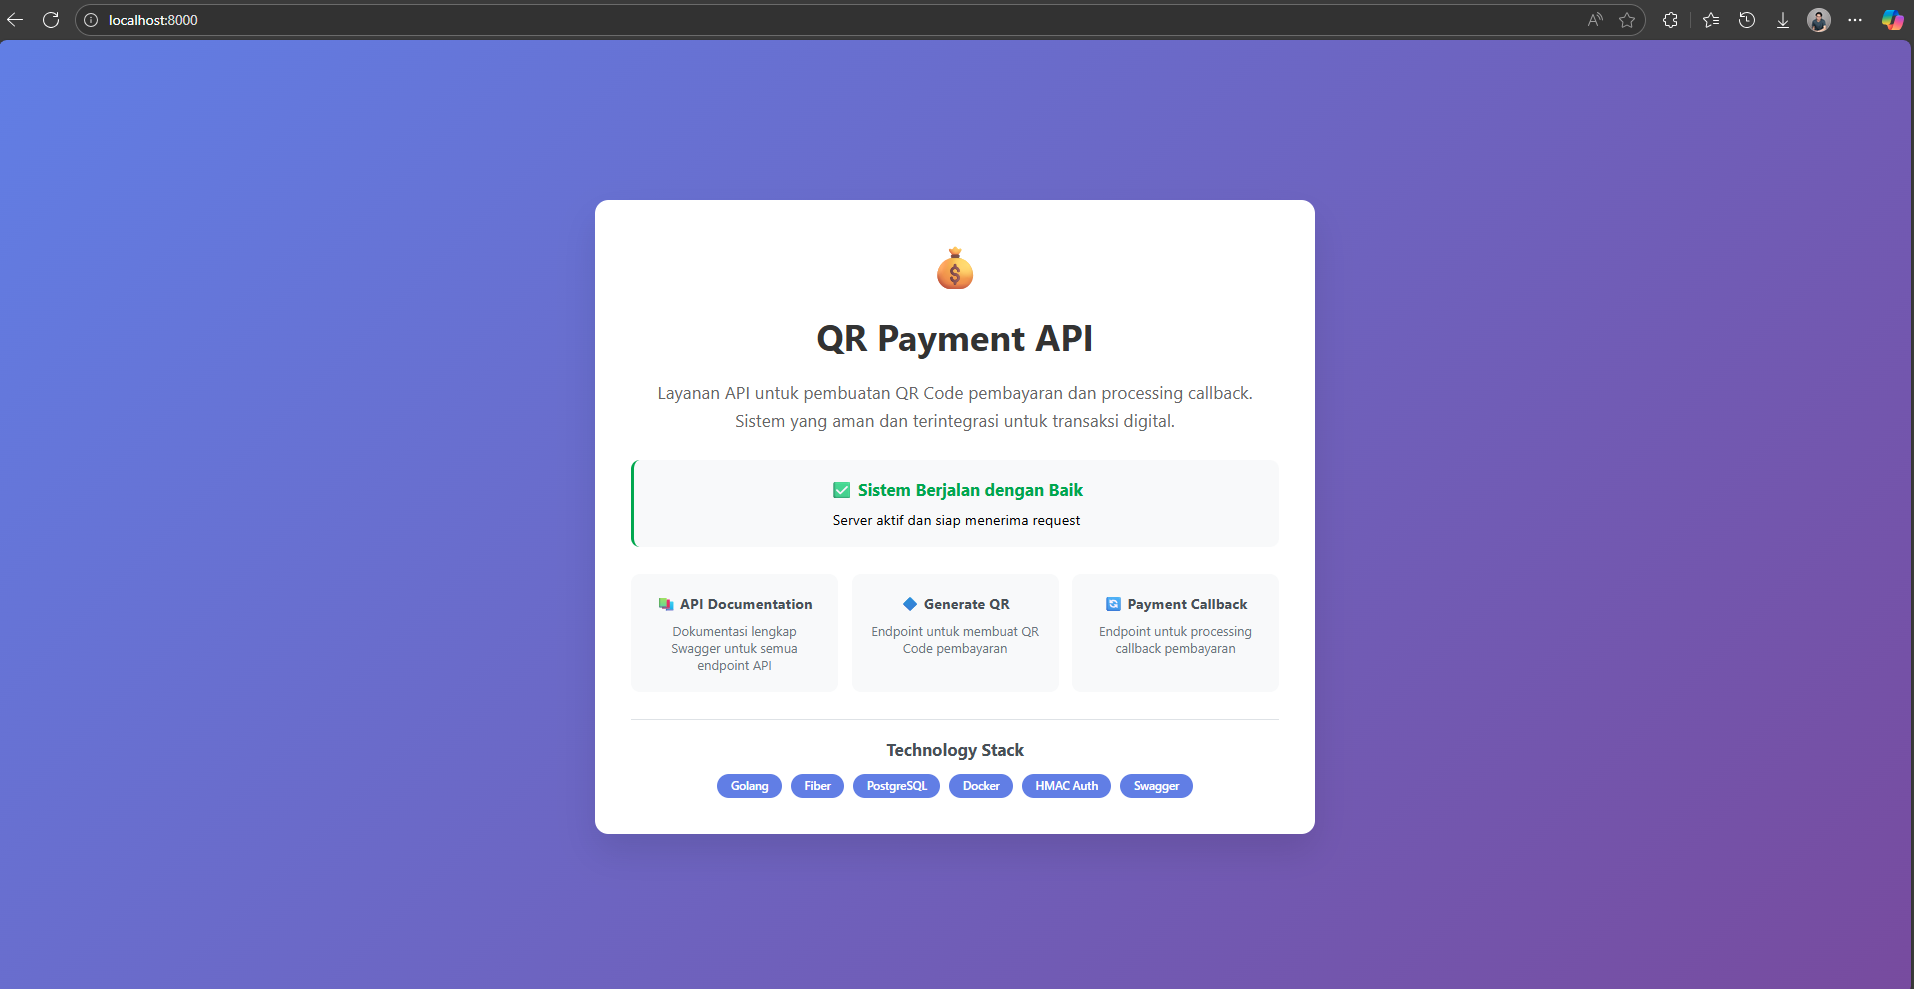 localhost:8000
QR Payment API
Layanan API untuk pembuatan QR Code pembayaran dan processing callback.
Sistem yang aman dan terintegrasi untuk transaksi digital.
✅ Sistem Berjalan dengan Baik
Server aktif dan siap menerima request
📚 API Documentation
Dokumentasi lengkap
Swagger untuk semua
endpoint API
🔷 Generate QR
Endpoint untuk membuat QR
Code pembayaran
🔄 Payment Callback
Endpoint untuk processing
callback pembayaran
Technology Stack
Golang
Fiber
PostgreSQL
Docker
HMAC Auth
Swagger